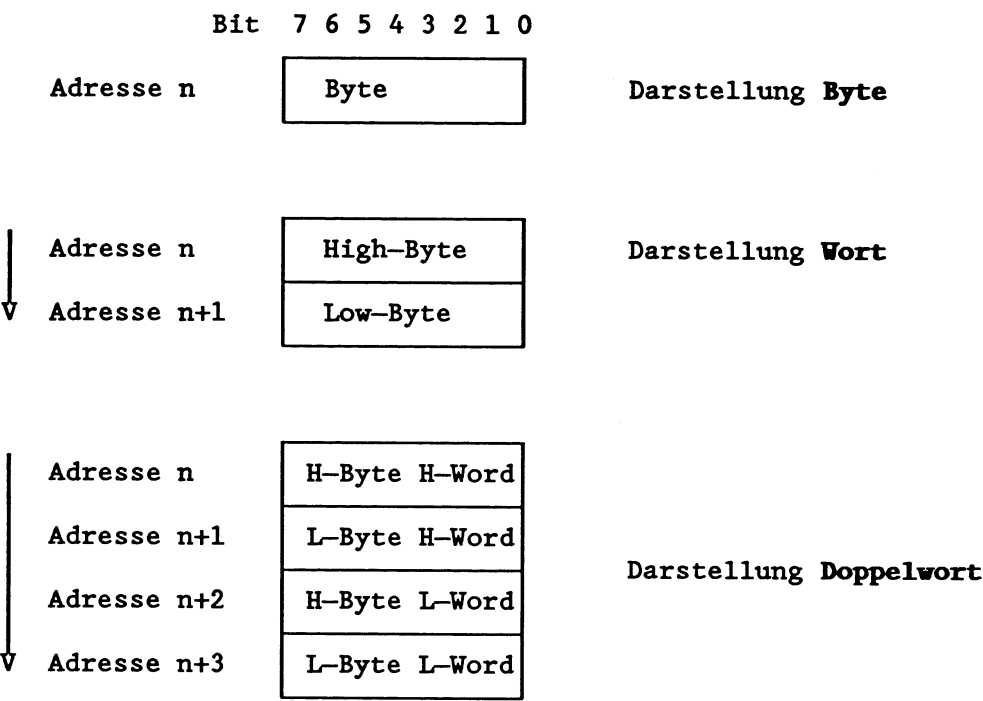 Bit 7 6 5 4 3 2 1 0
Adresse n Byte Darstellung Byte
Adresse n High-Byte Darstellung Wort
Adresse n+1 Low-Byte
Adresse n H-Byte H-Word
Adresse n+1 L-Byte H-Word
Darstellung Doppelwort
Adresse n+2 H-Byte L-Word
Adresse n+3 L-Byte L-Word